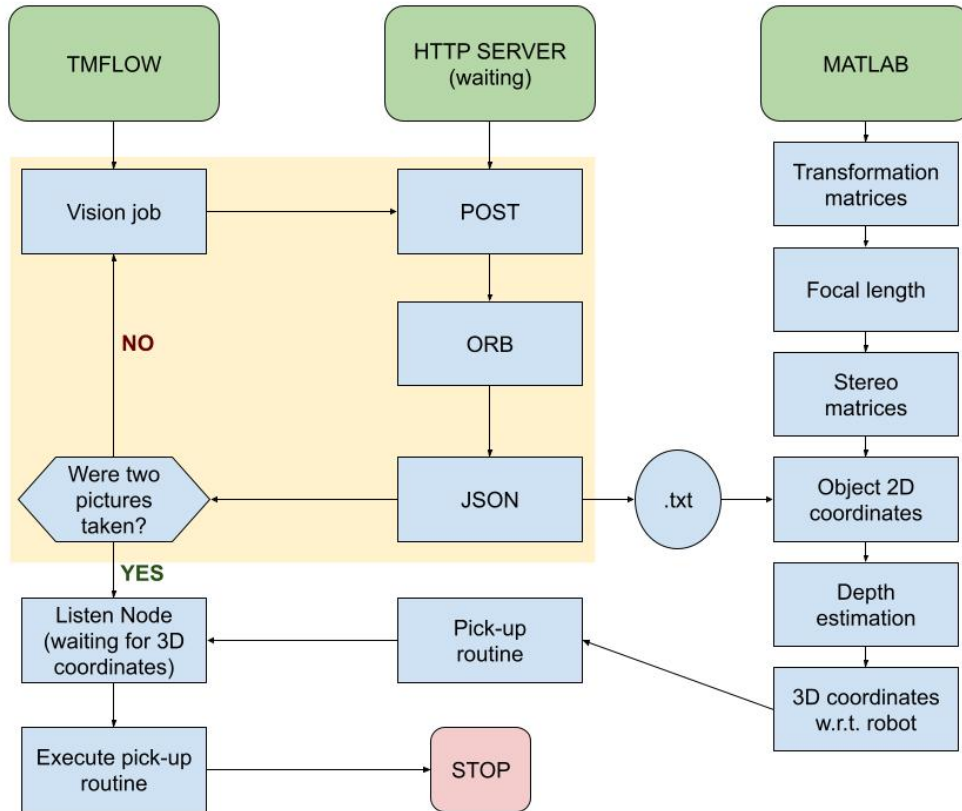 TMFLOW
HTTP SERVER
(waiting)
MATLAB
Vision job
POST
Transformation
matrices
Focal length
NO
ORB
Stereo
matrices
Were two
pictures
taken?
JSON
.txt
Object 2D
coordinates
YES
Listen Node
(waiting for 3D
coordinates)
Pick-up
routine
Depth
estimation
3D coordinates
w.r.t. robot
Execute pick-up
routine
STOP